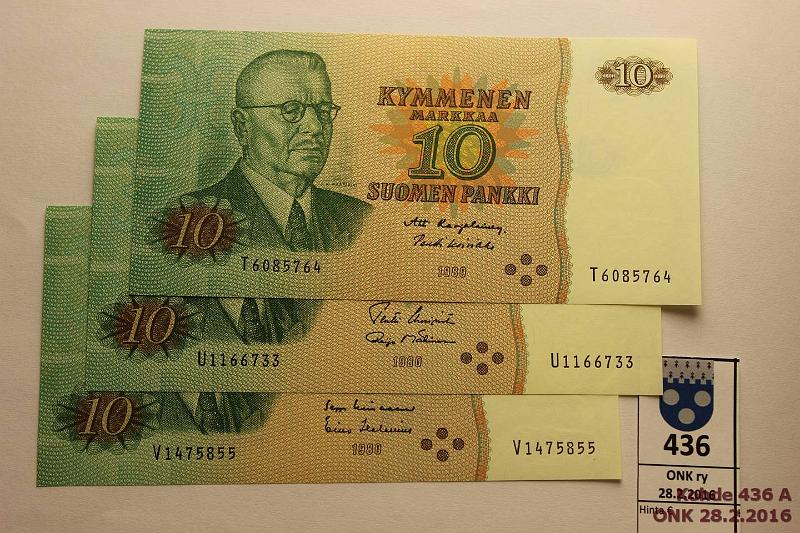 KYMMENEN
MARKKAA
10
SUOMEN PANKKI
10
10
T6085764
1980
T6085764
10
U1166733
1980
U1166733
10
V1475855
1980
V1475855
436
ONK ry
28.2.2016
Hinta €
Kohde 436 A
ONK 28.2.2016